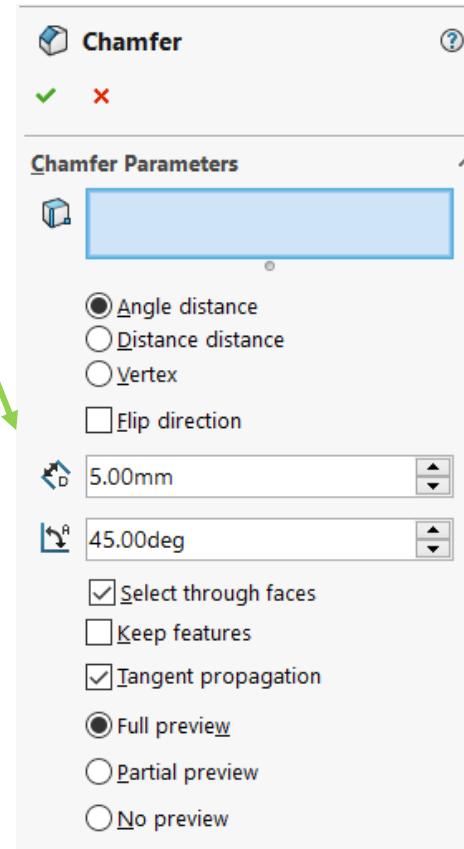 Chamfer
Chamfer Parameters
Angle distance
Distance distance
Vertex
Flip direction
D
5.00mm
A
45.00deg
Select through faces
Keep features
Tangent propagation
Full preview
Partial preview
No preview